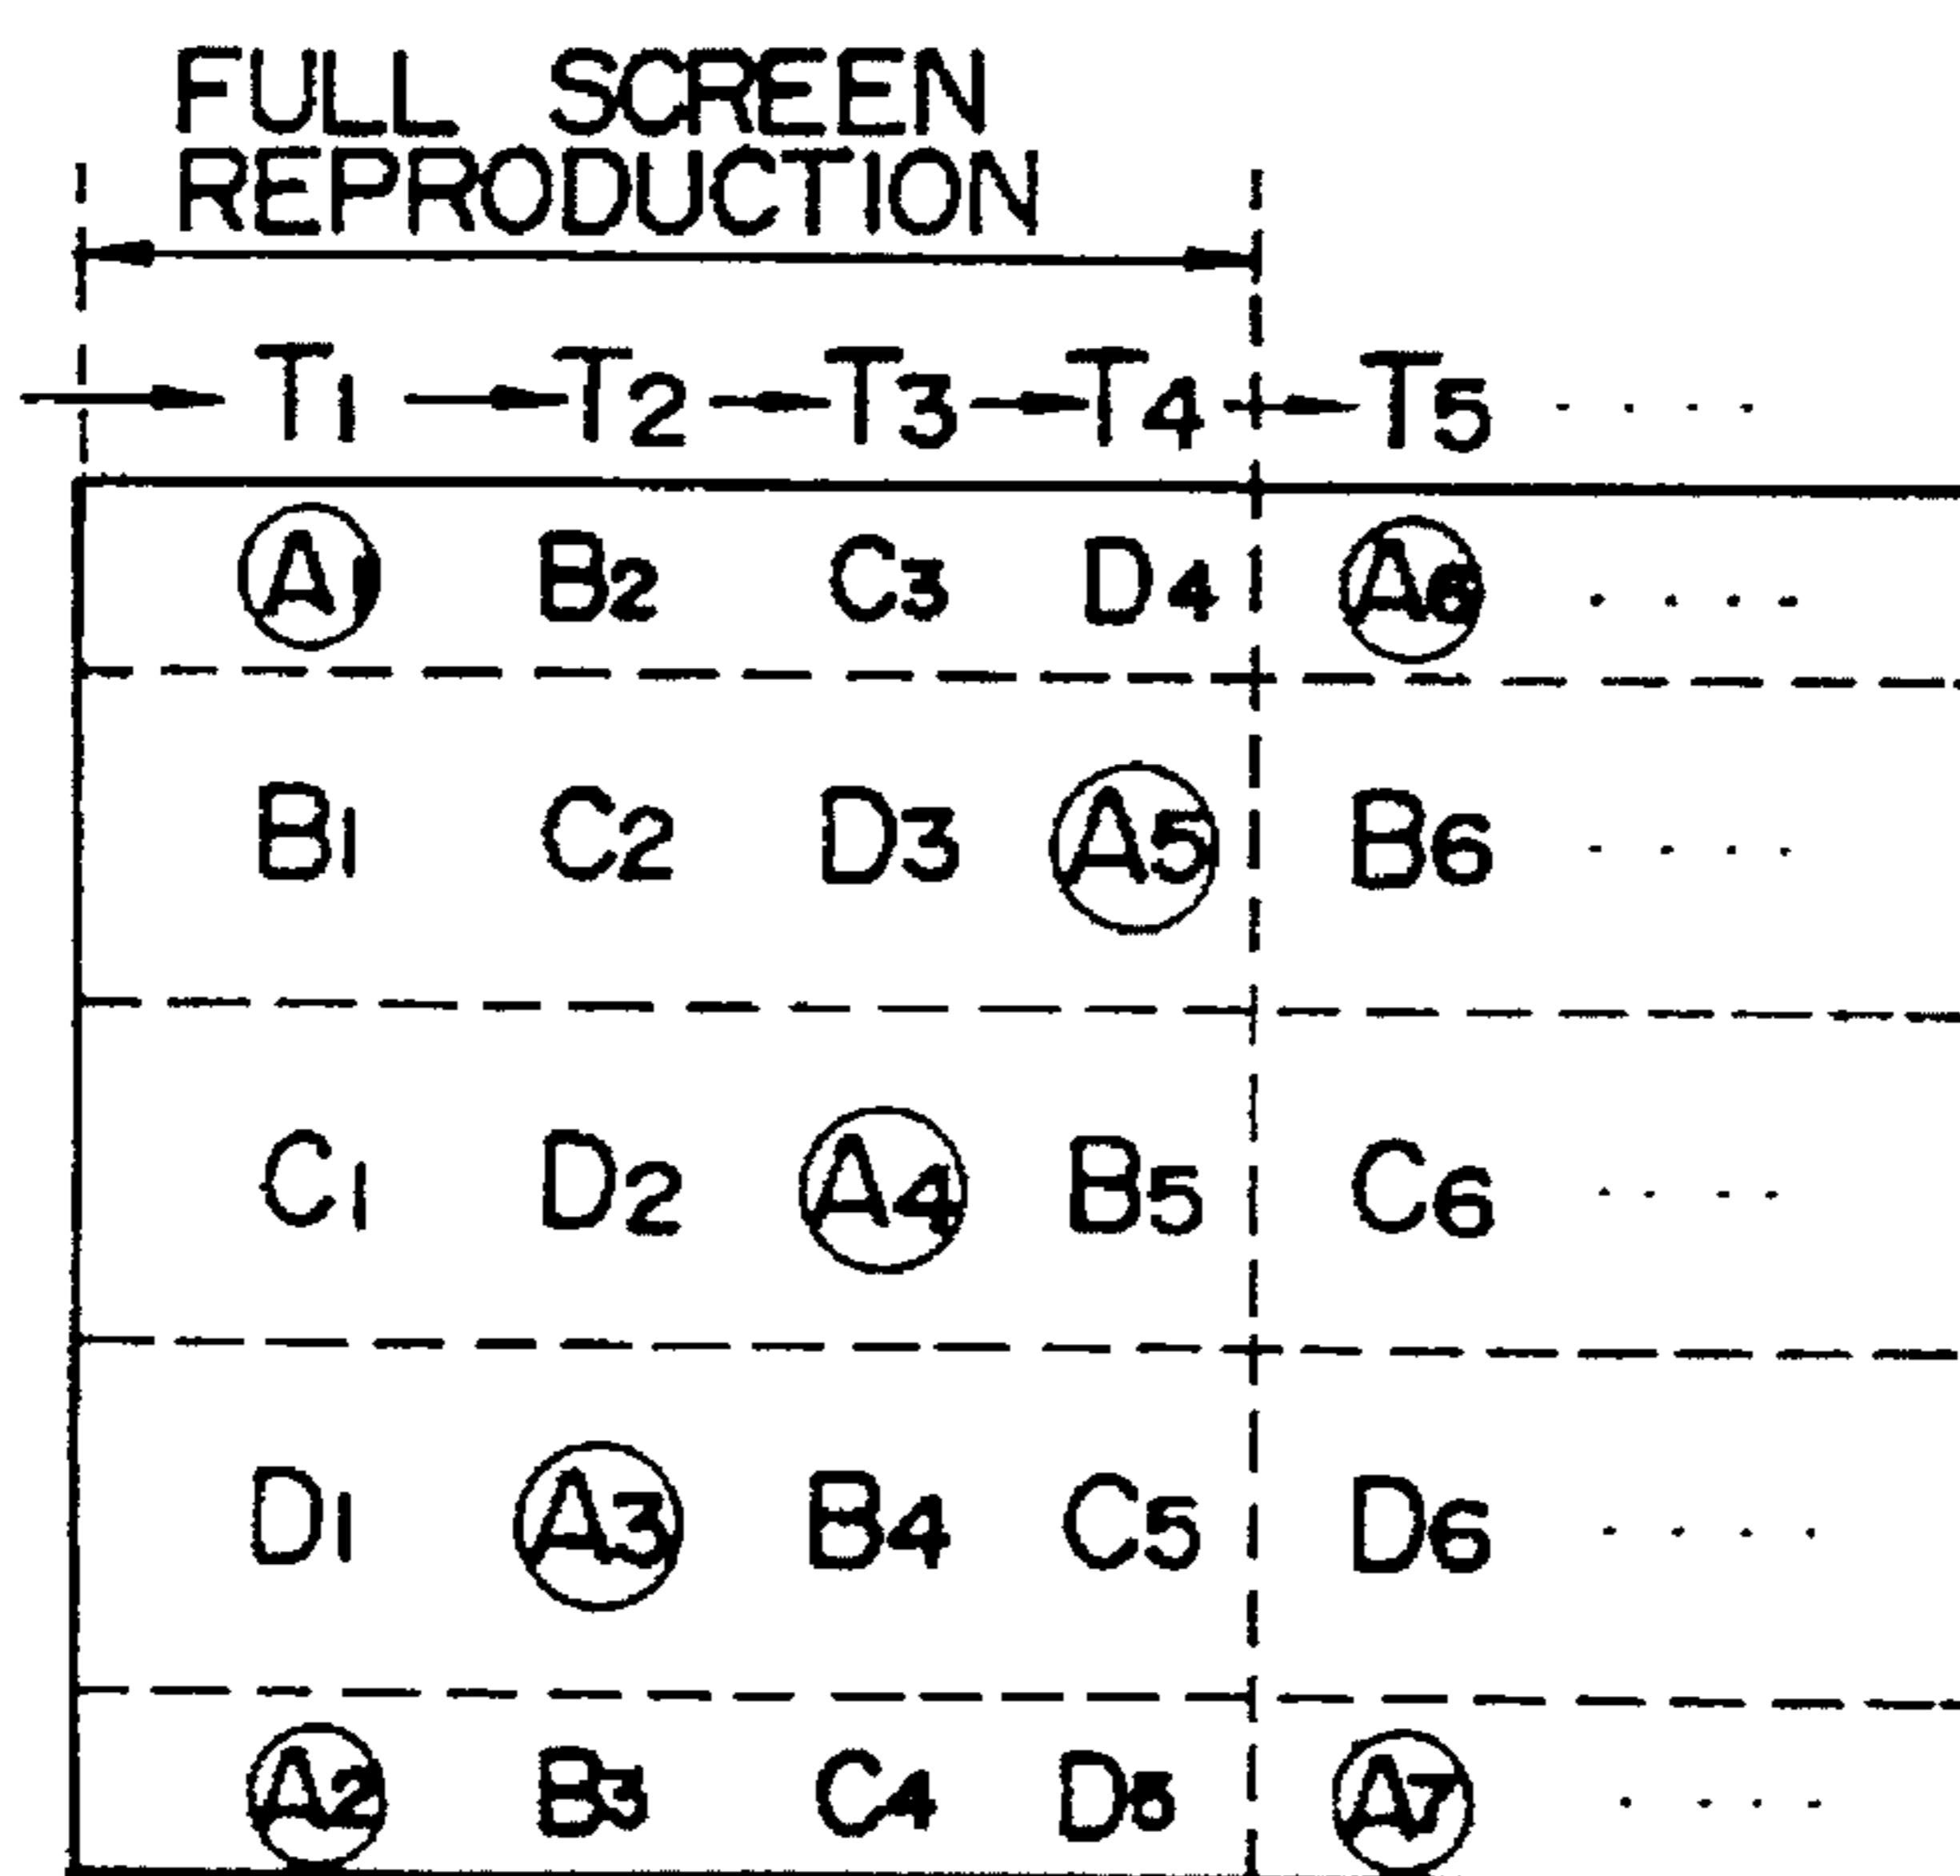 FULL SCREEN
REPRODUCTION
T1 T2 T3 T4 T5 ....
A1 B2 C3 D4 A6 ....
B1 C2 D3 A5 B6 ....
C1 D2 A4 B5 C6 ....
D1 A3 B4 C5 D6 ....
A2 B3 C4 D5 A7 ....